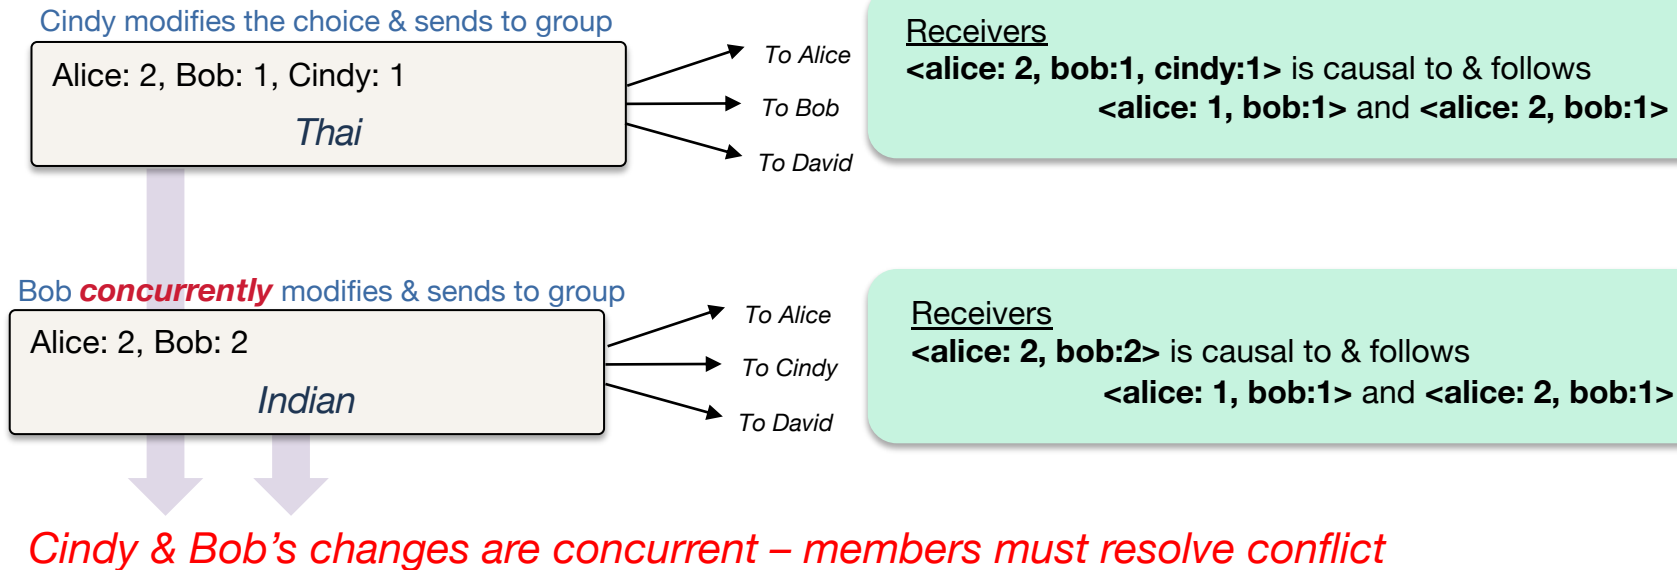 Cindy modifies the choice & sends to group
Alice: 2, Bob: 1, Cindy: 1
Thai
To Alice
To Bob
To David
Receivers
<alice: 2, bob:1, cindy:1> is causal to & follows
<alice: 1, bob:1> and <alice: 2, bob:1>
Bob concurrently modifies & sends to group
Alice: 2, Bob: 2
Indian
To Alice
To Cindy
To David
Receivers
<alice: 2, bob:2> is causal to & follows
<alice: 1, bob:1> and <alice: 2, bob:1>
Cindy & Bob’s changes are concurrent – members must resolve conflict